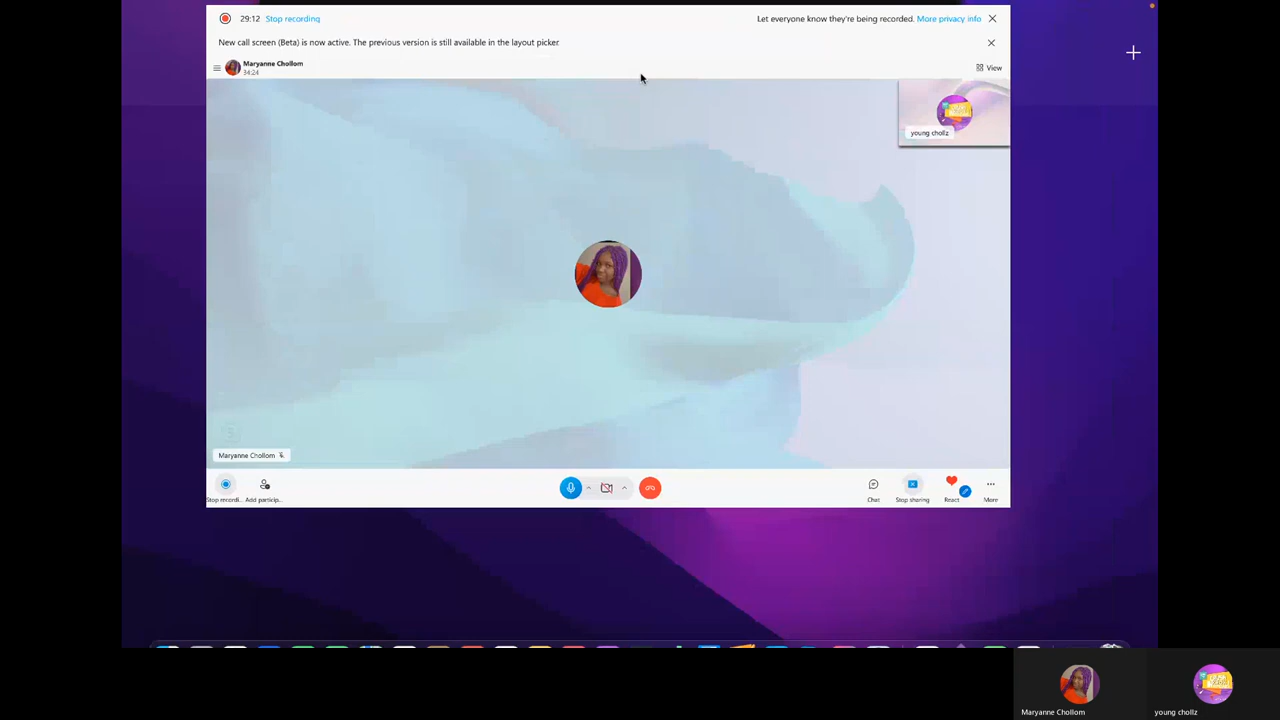 29:12 Stop recording
Let everyone know they're being recorded. More privacy info
New call screen (Beta) is now active. The previous version is still available in the layout picker
Maryanne Chollom
34:24
View
young chollz
Maryanne Chollom
Stop recordi...
Add particip...
Chat
Stop sharing
React
More
Maryanne Chollom
young chollz